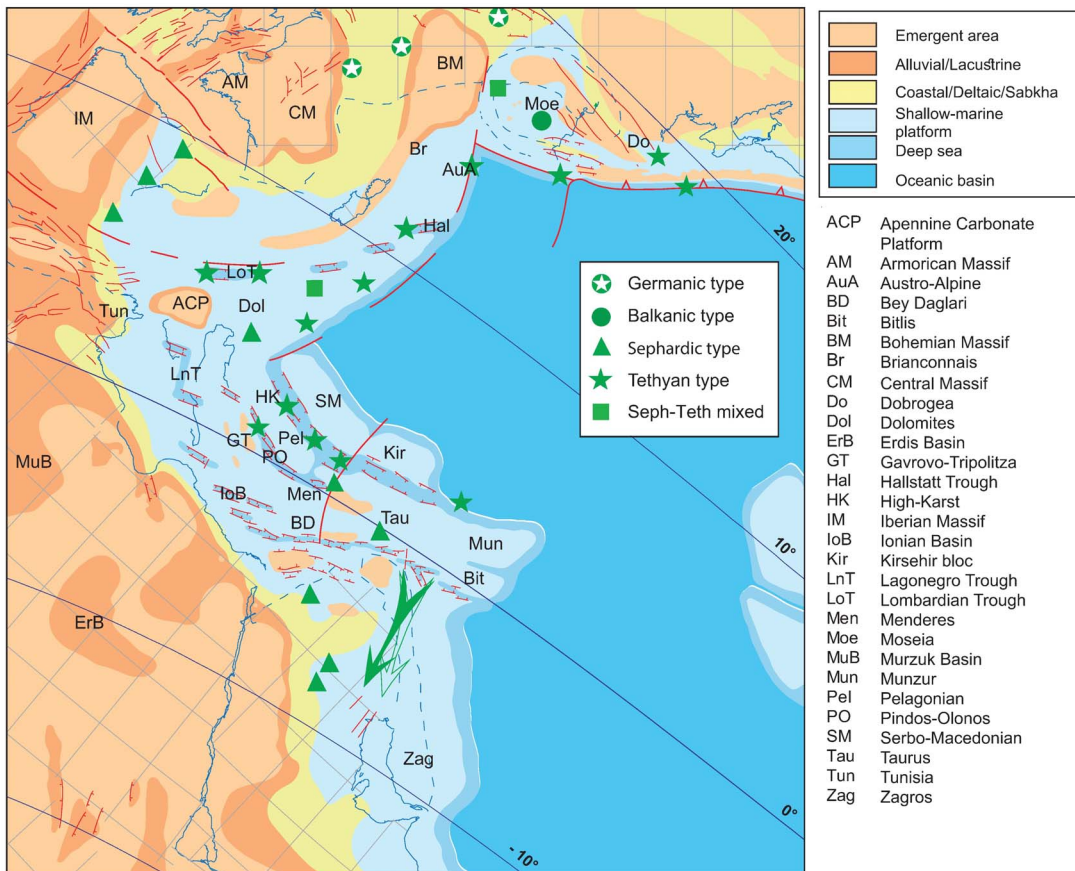 AM
BM
IM
CM
Moe
Do
Br
AuA
Hal
20°
LoT
ACP
Dol
Tun
LnT
HK
SM
GT
Pel
PO
Kir
MuB
Men
IoB
BD
Tau
Mun
10°
Bit
ErB
Zag
0°
- 10°
Germanic type
Balkanic type
Sephardic type
Tethyan type
Seph-Teth mixed
Emergent area
Alluvial/Lacustrine
Coastal/Deltaic/Sabkha
Shallow-marine
platform
Deep sea
Oceanic basin
ACP Apennine Carbonate
Platform
AM Armorican Massif
AuA Austro-Alpine
BD Bey Daglari
Bit Bitlis
BM Bohemian Massif
Br Brianconnais
CM Central Massif
Do Dobrogea
Dol Dolomites
ErB Erdis Basin
GT Gavrovo-Tripolitza
Hal Hallstatt Trough
HK High-Karst
IM Iberian Massif
IoB Ionian Basin
Kir Kirsehir bloc
LnT Lagonegro Trough
LoT Lombardian Trough
Men Menderes
Moe Moseia
MuB Murzuk Basin
Mun Munzur
Pel Pelagonian
PO Pindos-Olonos
SM Serbo-Macedonian
Tau Taurus
Tun Tunisia
Zag Zagros